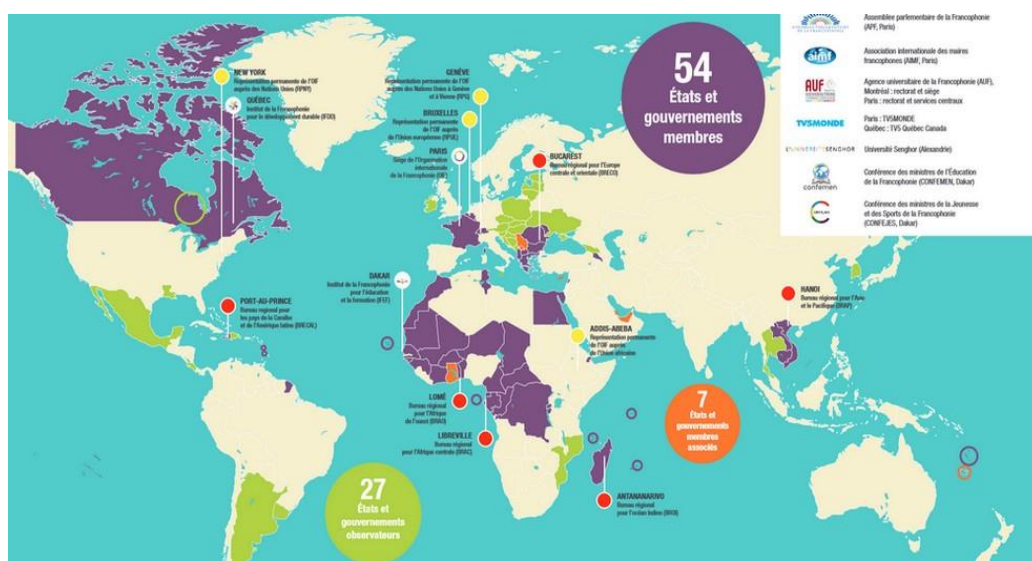 NEW YORK
Représentation permanente de l'OIF
auprès des Nations Unies (RPNY)
QUÉBEC
Institut de la Francophonie
pour le développement durable (IFDD)
GENÈVE
Représentation permanente de l'OIF
auprès des Nations Unies à Genève
et à Vienne (RPG)
BRUXELLES
Représentation permanente
de l'OIF auprès
de l'Union européenne (RPUE)
PARIS
Siège de l'Organisation
internationale
de la Francophonie (OIF)
54
États et
gouvernements
membres
BUCAREST
Bureau régional pour l'Europe
centrale et orientale (BRECO)
Assemblée parlementaire de la Francophonie
(APF, Paris)
aimf
Association internationale des maires
francophones (AIMF, Paris)
AUF
Agence universitaire de la Francophonie (AUF),
Montréal : rectorat et siège
Paris : rectorat et services centraux
TV5MONDE
Paris : TV5MONDE
Québec : TV5 Québec Canada
Université Senghor (Alexandrie)
confemen
Conférence des ministres de l'Éducation
de la Francophonie (CONFEMEN, Dakar)
Conférence des ministres de la Jeunesse
et des Sports de la Francophonie
(CONFEJES, Dakar)
PORT-AU-PRINCE
Bureau régional pour
les pays de la Caraïbe
et de l'Amérique latine (BRECAL)
DAKAR
Institut de la Francophonie
pour l'éducation
et la formation (IFEF)
ADDIS-ABEBA
Représentation permanente
de l'OIF auprès
de l'Union africaine
HANOI
Bureau régional pour l'Asie
et le Pacifique (BRAP)
LOMÉ
Bureau régional
pour l'Afrique
de l'ouest (BRAO)
LIBREVILLE
Bureau régional
pour l'Afrique centrale (BRAC)
7
États et
gouvernements
membres
associés
ANTANANARIVO
Bureau régional
pour l'océan Indien (BROI)
27
États et
gouvernements
observateurs